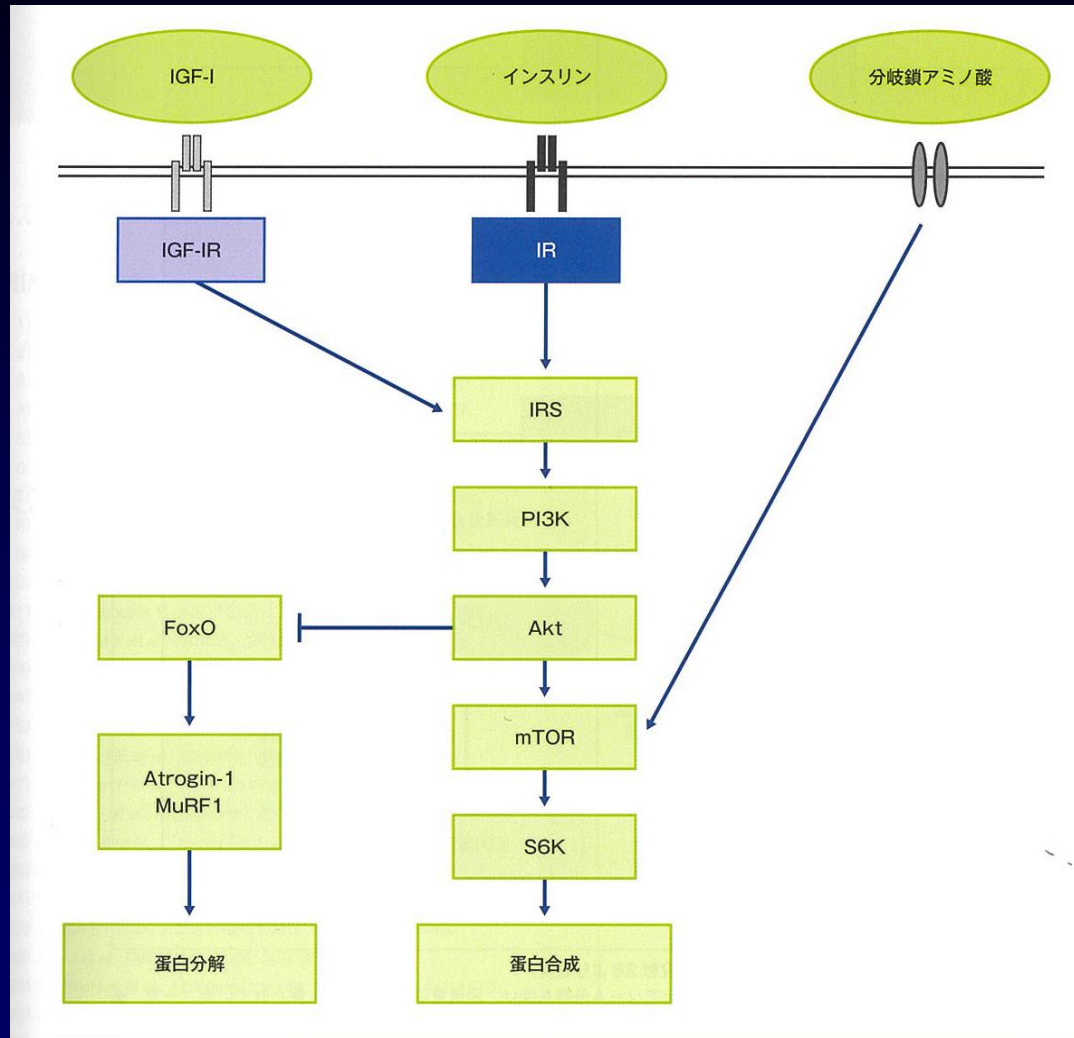 IGF-I
インスリン
分岐鎖アミノ酸
IGF-IR
IR
IRS
PI3K
FoxO
Akt
mTOR
Atrogin-1
MuRF1
S6K
蛋白分解
蛋白合成